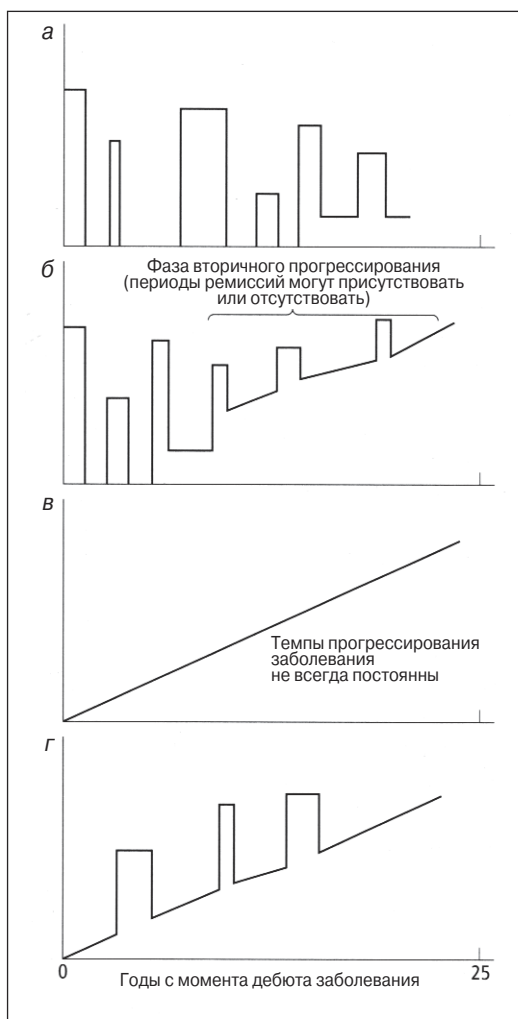 а
б
Фаза вторичного прогрессирования
(периоды ремиссий могут присутствовать
или отсутствовать)
в
Темпы прогрессирования
заболевания
не всегда постоянны
г
0
Годы с момента дебюта заболевания
25